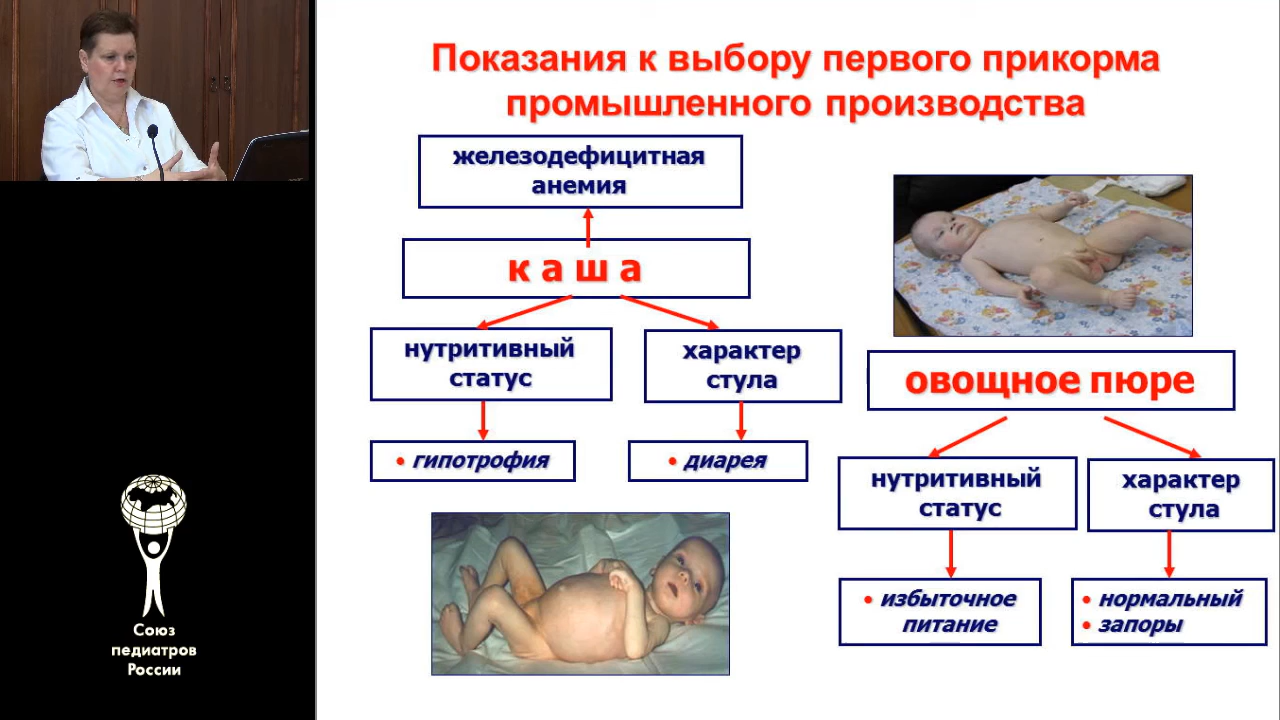 Показания к выбору первого прикорма
промышленного производства
железодефицитная
анемия
к а ш а
нутритивный
статус
характер
стула
• гипотрофия
• диарея
овощное пюре
нутритивный
статус
характер
стула
• избыточное
питание
• нормальный
• запоры
Союз
педиатров
России